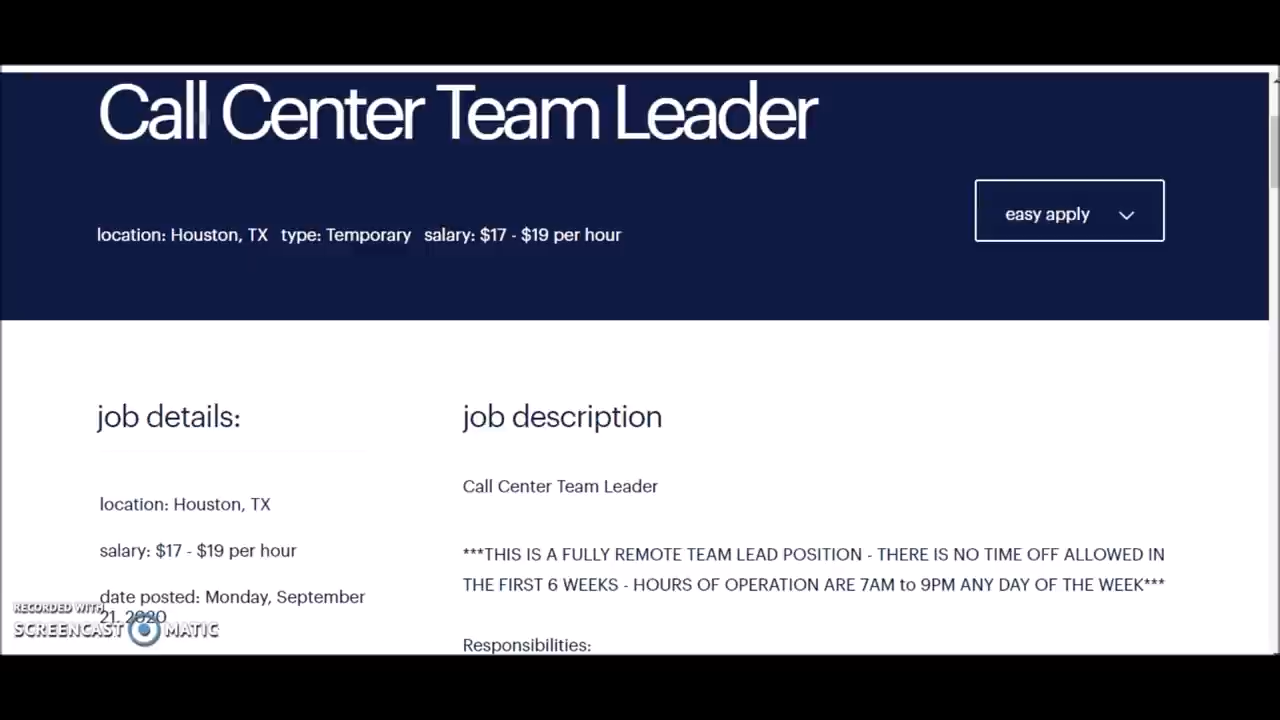 Call Center Team Leader
easy apply
location: Houston, TX type: Temporary salary: $17 - $19 per hour
job details:
location: Houston, TX
salary: $17 - $19 per hour
date posted: Monday, September
21, 2020
job description
Call Center Team Leader
***THIS IS A FULLY REMOTE TEAM LEAD POSITION - THERE IS NO TIME OFF ALLOWED IN
THE FIRST 6 WEEKS - HOURS OF OPERATION ARE 7AM to 9PM ANY DAY OF THE WEEK***
Responsibilities:
RECORDED WITH
SCREENCAST MATIC